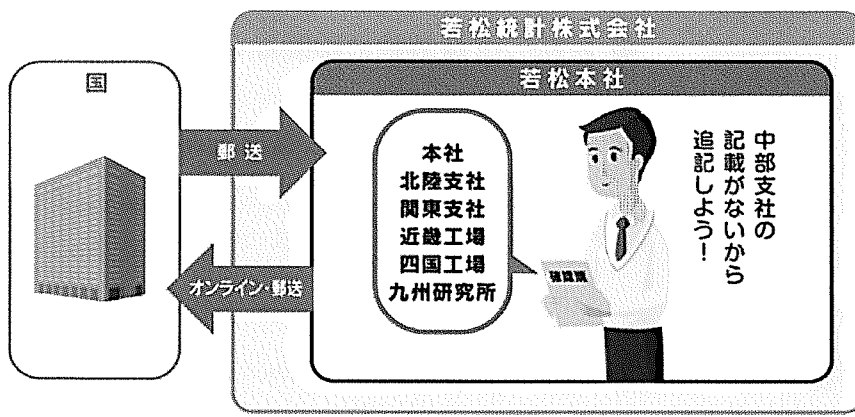 若松統計株式会社
若松本社
国
郵送
オンライン・郵送
本社
北陸支社
関東支社
近畿工場
四国工場
九州研究所
確認票
中部支社の
記載がないから
追記しよう！